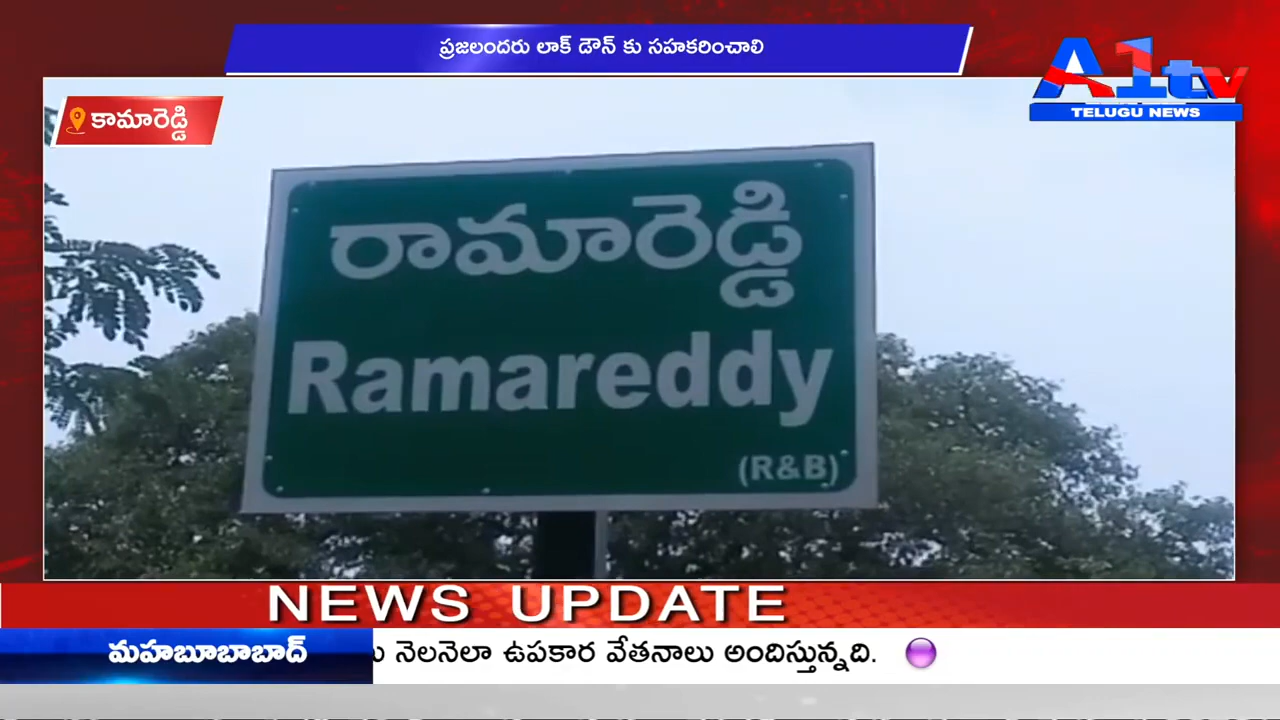 ప్రజలందరు లాక్ డౌన్ కు సహకరించాలి
A1tv
TELUGU NEWS
కామారెడ్డి
రామారెడ్డి
Ramareddy
(R&B)
NEWS UPDATE
మహబూబాబాద్
నెలనెలా ఉపకార వేతనాలు అందిస్తున్నది.